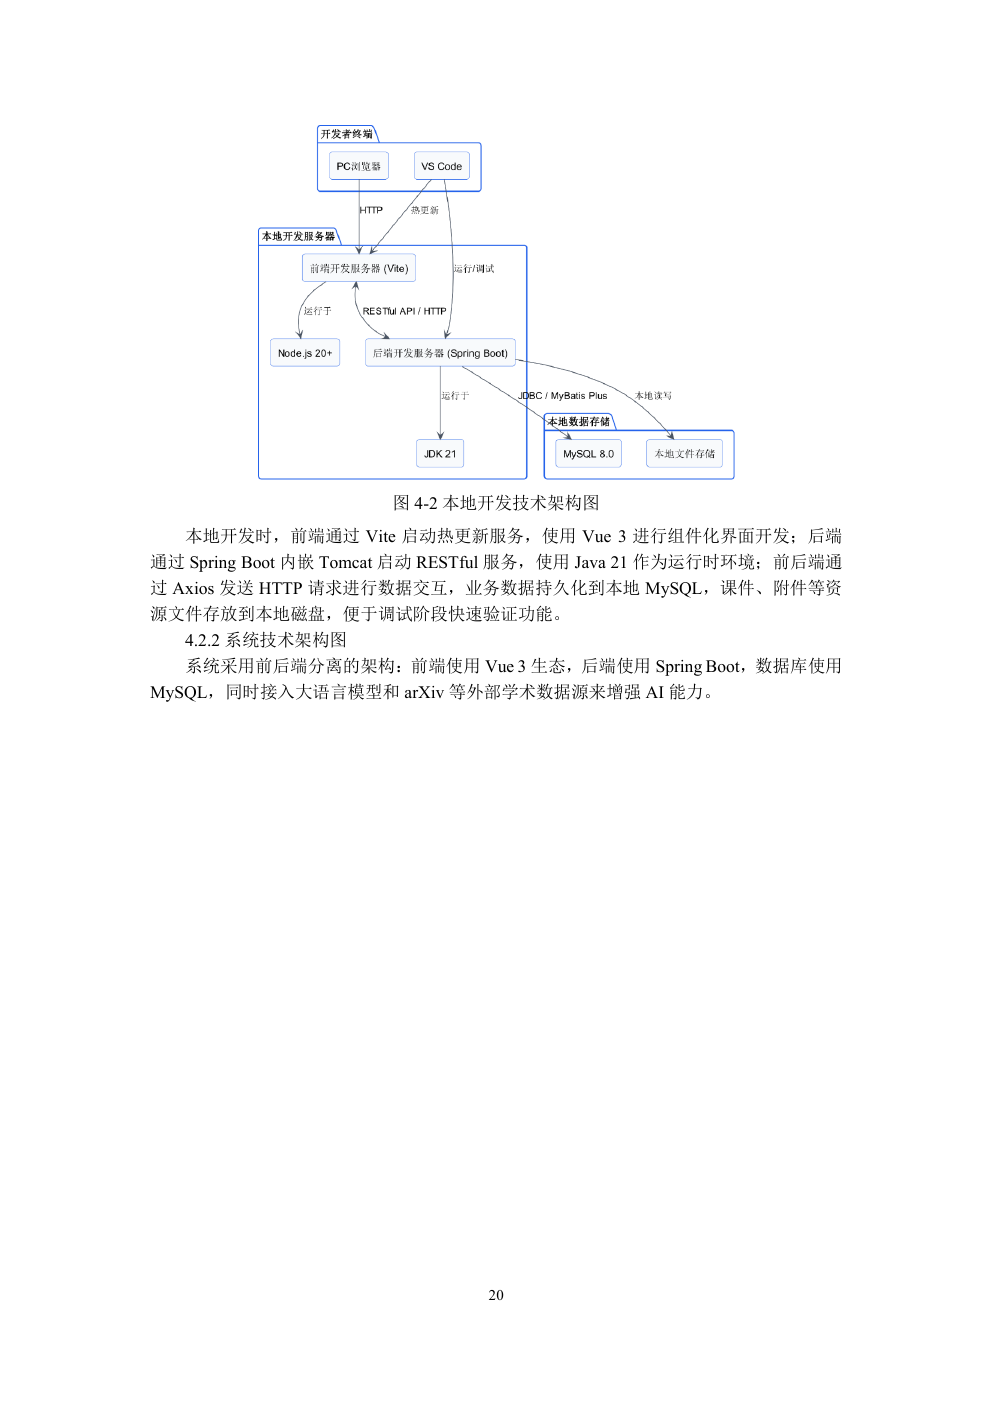 开发者终端
PC浏览器
VS Code
HTTP
热更新
本地开发服务器
前端开发服务器 (Vite)
运行/调试
运行于
RESTful API / HTTP
Node.js 20+
后端开发服务器 (Spring Boot)
运行于
JDBC / MyBatis Plus
本地读写
本地数据存储
JDK 21
MySQL 8.0
本地文件存储
图 4-2 本地开发技术架构图
本地开发时，前端通过 Vite 启动热更新服务，使用 Vue 3 进行组件化界面开发；后端
通过 Spring Boot 内嵌 Tomcat 启动 RESTful 服务，使用 Java 21 作为运行时环境；前后端通
过 Axios 发送 HTTP 请求进行数据交互，业务数据持久化到本地 MySQL，课件、附件等资
源文件存放到本地磁盘，便于调试阶段快速验证功能。
4.2.2 系统技术架构图
系统采用前后端分离的架构：前端使用 Vue 3 生态，后端使用 Spring Boot，数据库使用
MySQL，同时接入大语言模型和 arXiv 等外部学术数据源来增强 AI 能力。
20